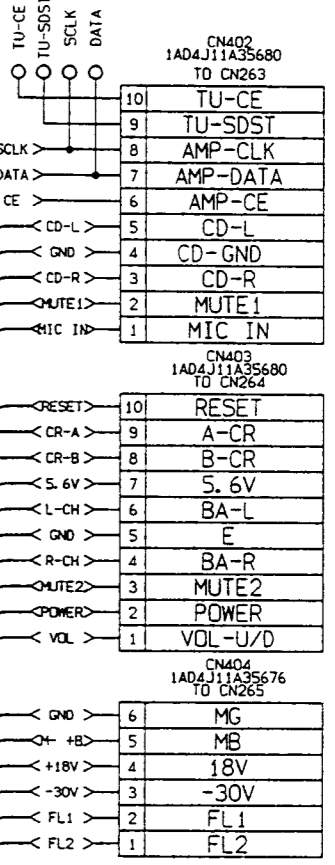 TU-CE
TU-SDST
SCLK
DATA
CN402
1AD4J11A35680
TO CN263
10 TU-CE
9 TU-SDST
SCLK 8 AMP-CLK
DATA 7 AMP-DATA
CE 6 AMP-CE
CD-L 5 CD-L
GND 4 CD-GND
CD-R 3 CD-R
MUTE1 2 MUTE1
MIC IN 1 MIC IN
CN403
1AD4J11A35680
TO CN264
RESET 10 RESET
CR-A 9 A-CR
CR-B 8 B-CR
5.6V 7 5.6V
L-CH 6 BA-L
GND 5 E
R-CH 4 BA-R
MUTE2 3 MUTE2
POWER 2 POWER
VOL 1 VOL-U/D
CN404
1AD4J11A35676
TO CN265
GND 6 MG
M- +B 5 MB
+18V 4 18V
-30V 3 -30V
FL1 2 FL1
FL2 1 FL2